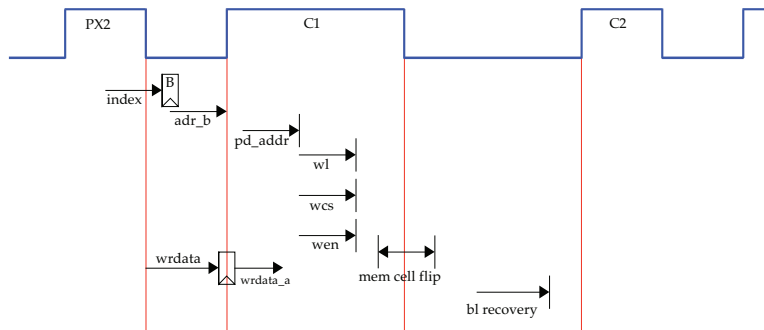 PX2
C1
C2
B
index
adr_b
pd_addr
wl
wcs
wen
wrdata
wrdata_a
mem cell flip
bl recovery